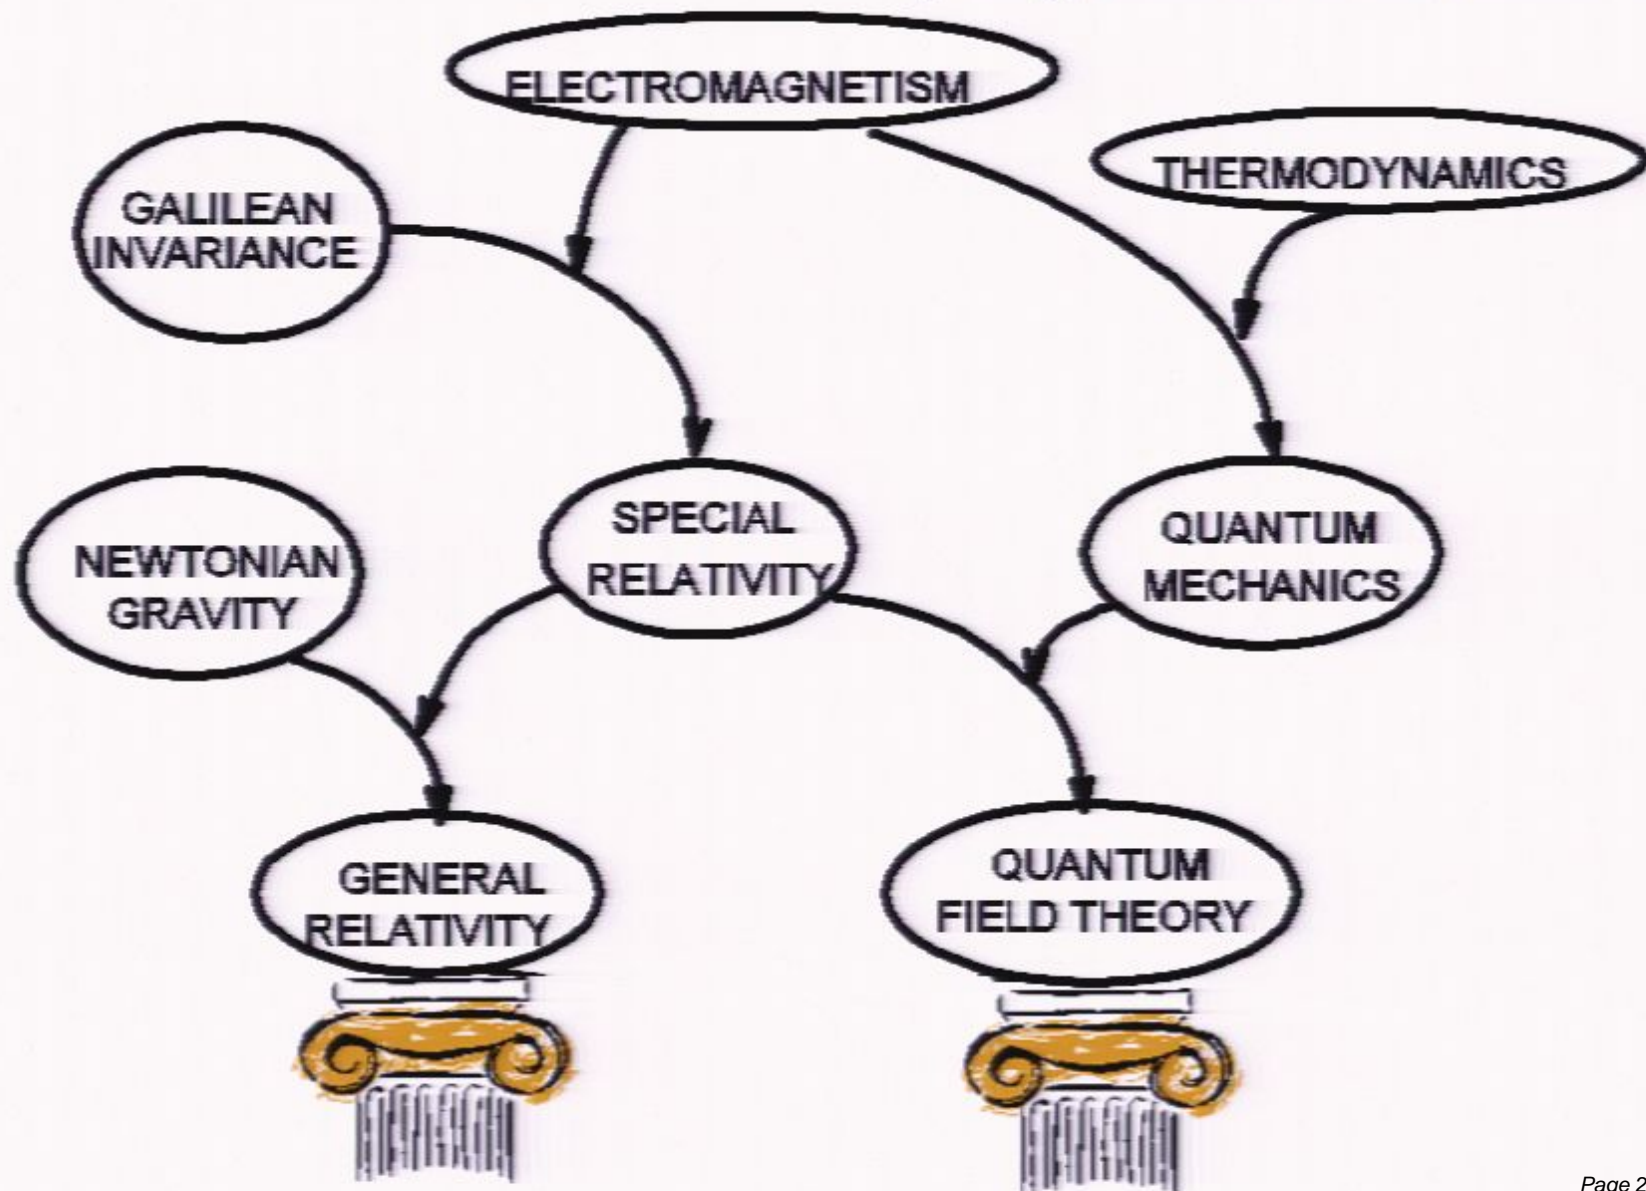 ELECTROMAGNETISM
THERMODYNAMICS
GALILEAN
INVARIANCE
NEWTONIAN
GRAVITY
SPECIAL
RELATIVITY
QUANTUM
MECHANICS
GENERAL
RELATIVITY
QUANTUM
FIELD THEORY
Page 2